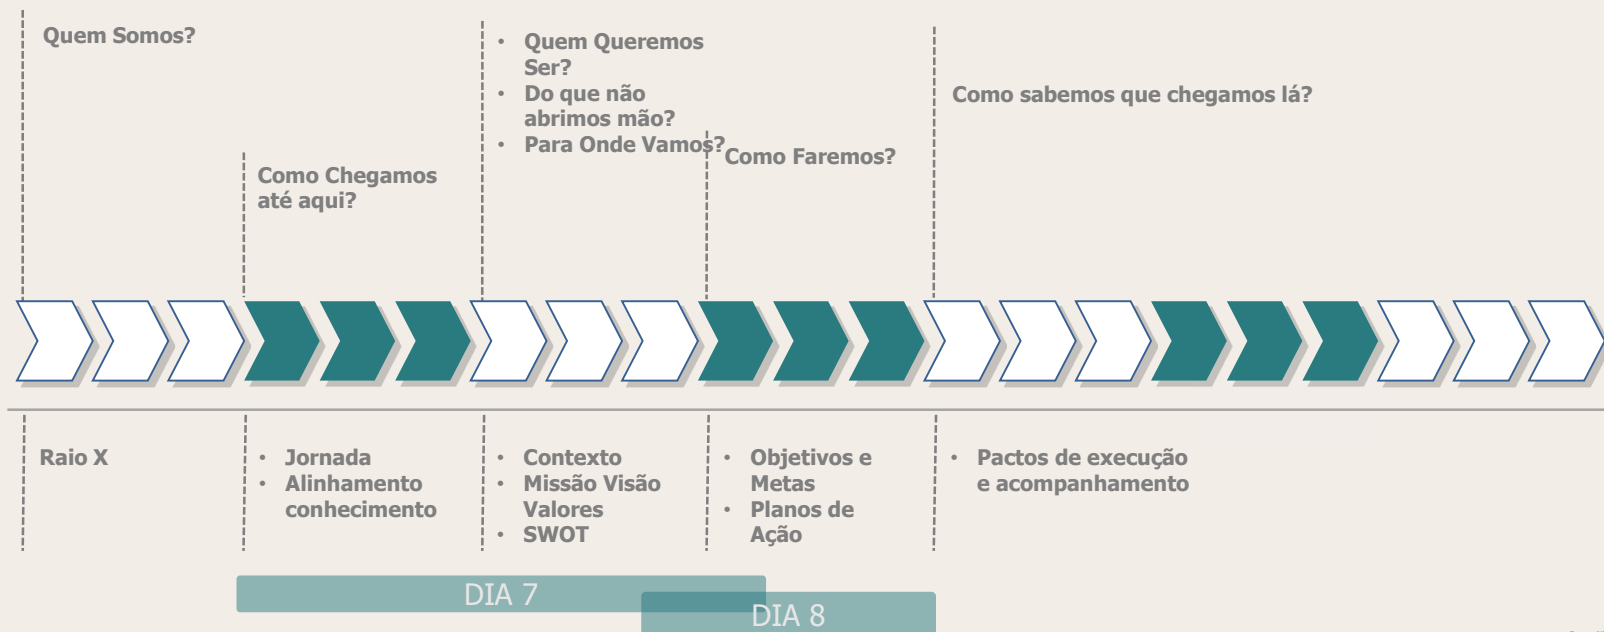 Quem Somos?
• Quem Queremos
Ser?
• Do que não
abrimos mão?
• Para Onde Vamos?
Como sabemos que chegamos lá?
Como Faremos?
Como Chegamos
até aqui?
Raio X
• Jornada
• Alinhamento
conhecimento
• Contexto
• Missão Visão
Valores
• SWOT
• Objetivos e
Metas
• Planos de
Ação
• Pactos de execução
e acompanhamento
DIA 7
DIA 8